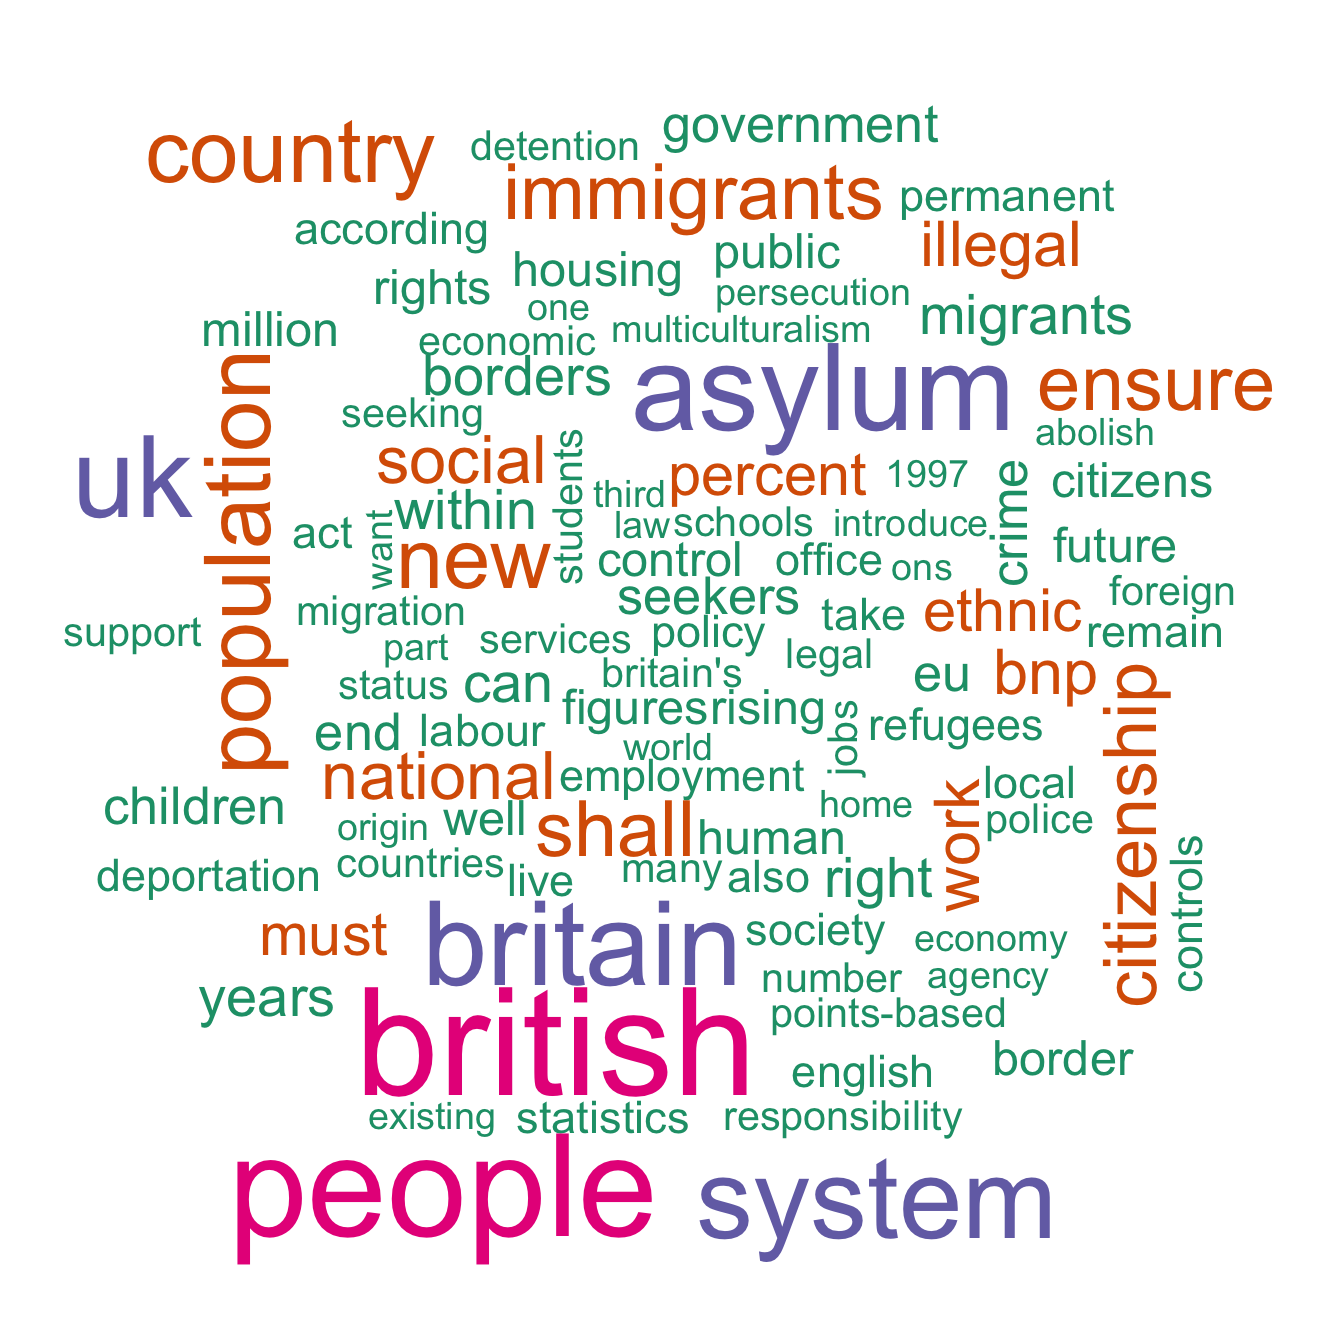 government
country
detention
immigrants
permanent
according
illegal
public
housing
rights
persecution
one
migrants
million
economic
multiculturalism
borders
asylum
ensure
seeking
abolish
population
uk
social
students
percent
1997
crime
citizens
third
within
want
act
law
schools
introduce
new
control
office
ons
future
seekers
foreign
migration
take
ethnic
support
part
services
policy
remain
legal
britain's
eu
bnp
status
can
figures
rising
citizenship
end
labour
jobs
refugees
world
national
employment
local
children
home
work
origin
well
shall
human
police
deportation
countries
live
many
also
right
controls
must
britain
society
economy
years
number
agency
british
points-based
english
border
existing
statistics
responsibility
people
system